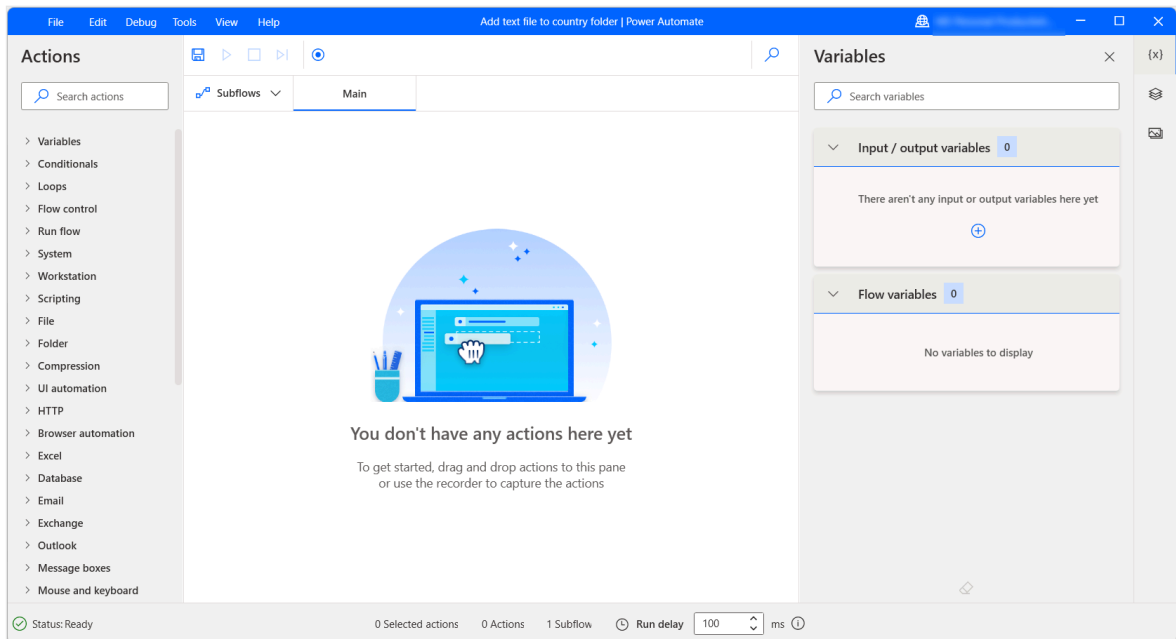 File Edit Debug Tools View Help
Add text file to country folder | Power Automate
Actions
Search actions
Variables
Conditionals
Loops
Flow control
Run flow
System
Workstation
Scripting
File
Folder
Compression
UI automation
HTTP
Browser automation
Excel
Database
Email
Exchange
Outlook
Message boxes
Mouse and keyboard
Subflows
Main
You don't have any actions here yet
To get started, drag and drop actions to this pane
or use the recorder to capture the actions
Variables
{x}
Search variables
Input / output variables 0
There aren't any input or output variables here yet
Flow variables 0
No variables to display
Status: Ready
0 Selected actions 0 Actions 1 Subflow Run delay 100 ms